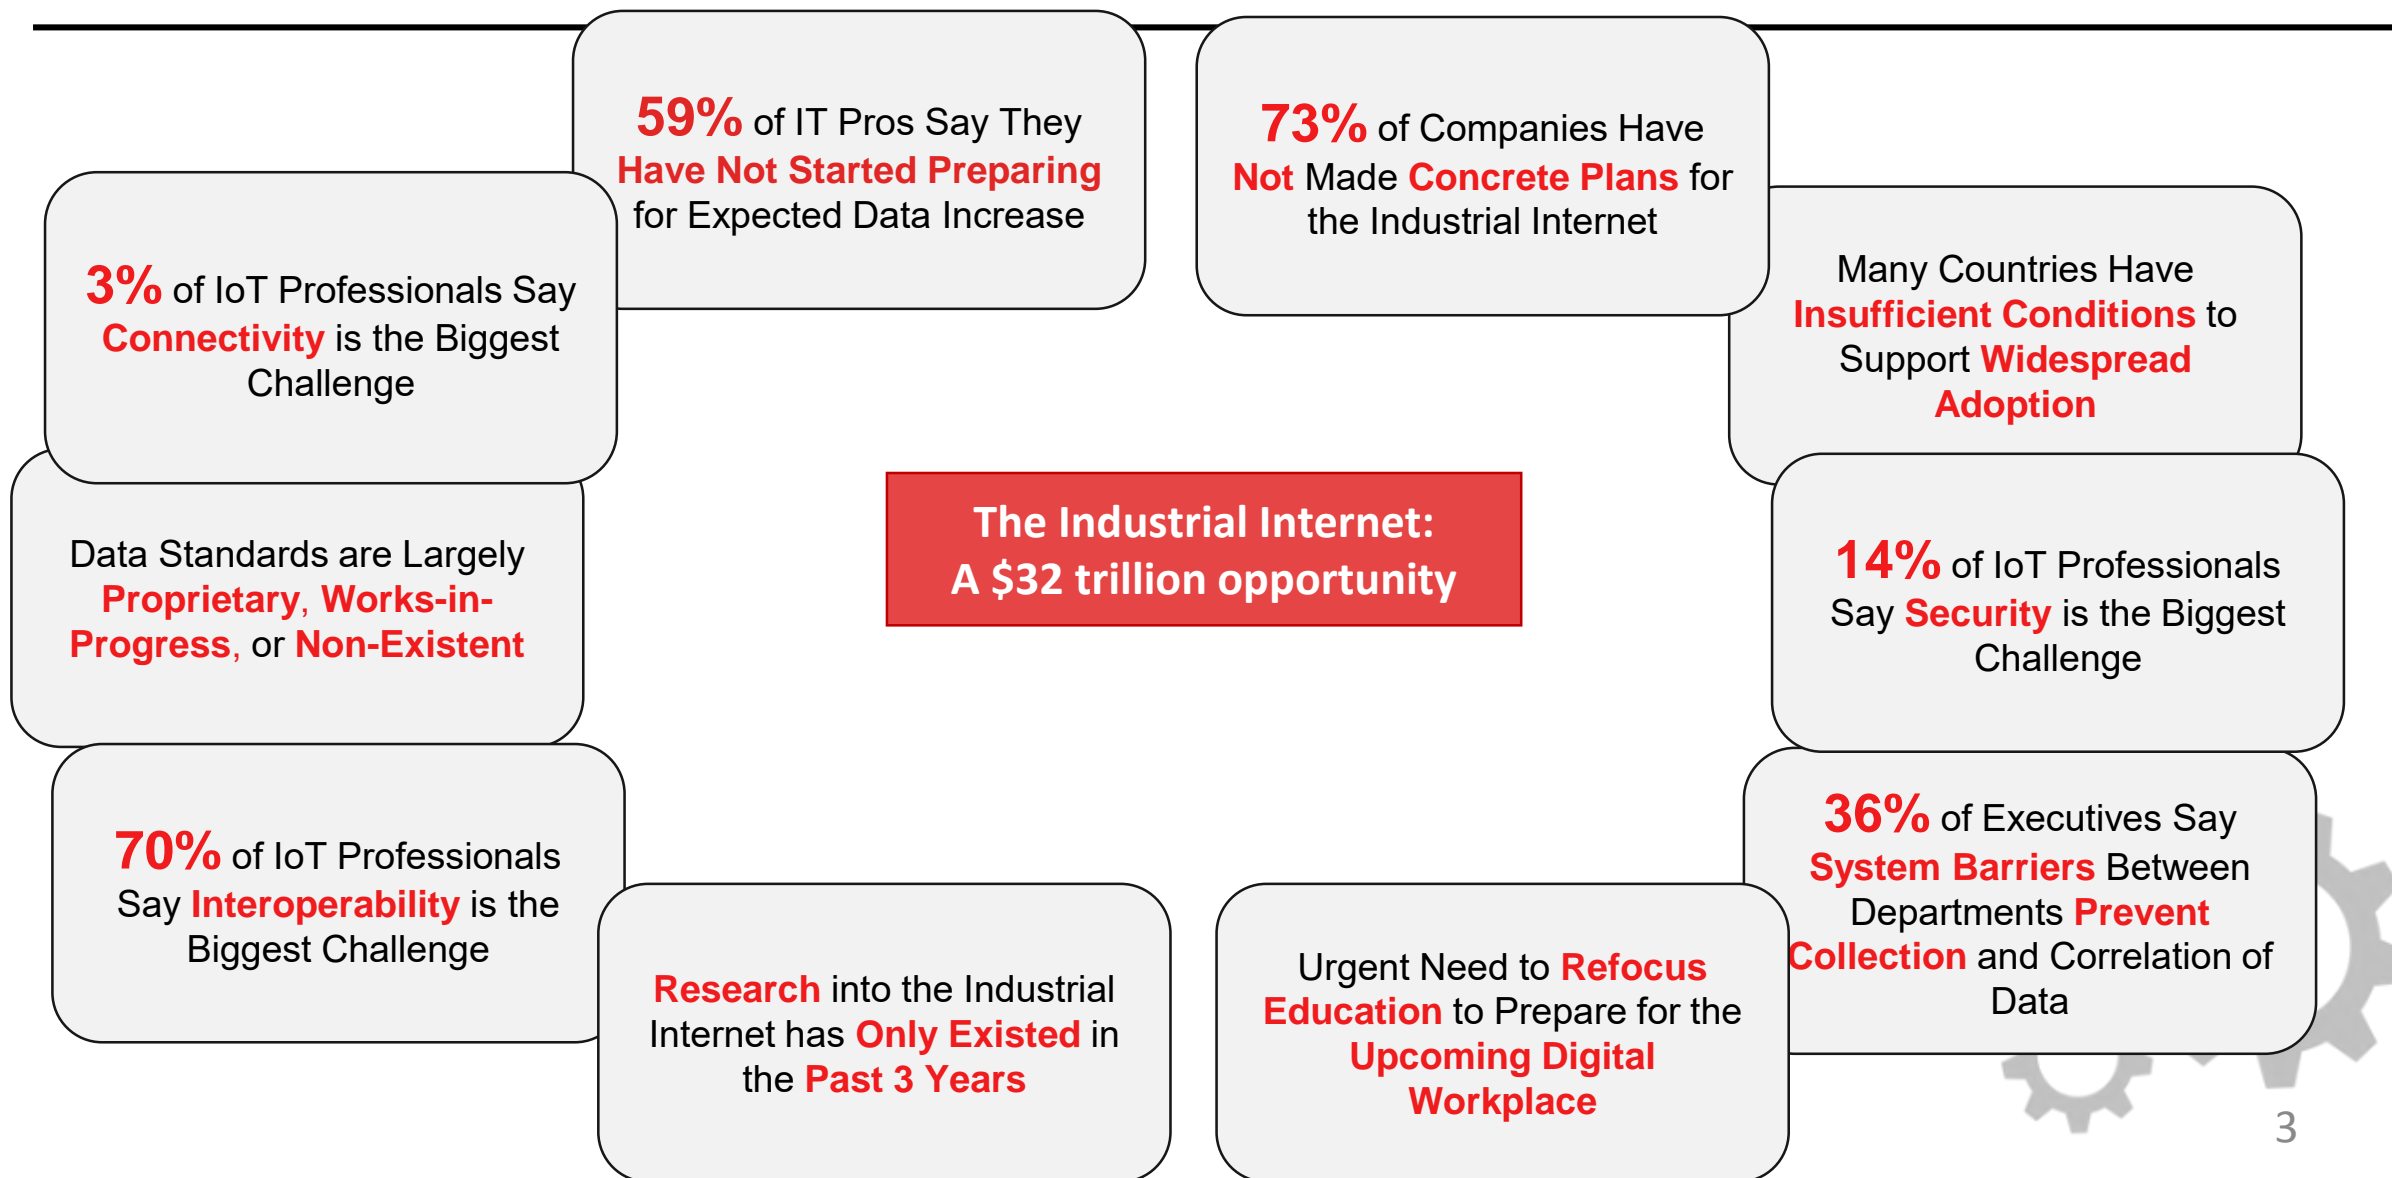 59% of IT Pros Say They
Have Not Started Preparing
for Expected Data Increase
73% of Companies Have
Not Made Concrete Plans for
the Industrial Internet
3% of IoT Professionals Say
Connectivity is the Biggest
Challenge
Many Countries Have
Insufficient Conditions to
Support Widespread
Adoption
The Industrial Internet:
A $32 trillion opportunity
Data Standards are Largely
Proprietary, Works-in-
Progress, or Non-Existent
14% of IoT Professionals
Say Security is the Biggest
Challenge
70% of IoT Professionals
Say Interoperability is the
Biggest Challenge
36% of Executives Say
System Barriers Between
Departments Prevent
Collection and Correlation of
Data
Research into the Industrial
Internet has Only Existed in
the Past 3 Years
Urgent Need to Refocus
Education to Prepare for the
Upcoming Digital
Workplace
3